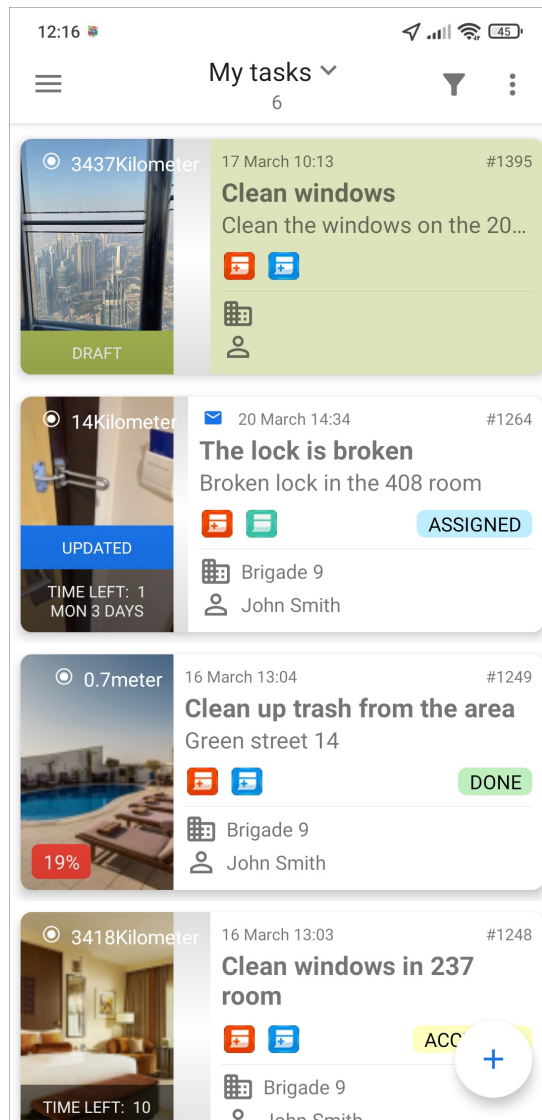 12:16
45
My tasks
6
3437Kilometer
17 March 10:13
#1395
Clean windows
Clean the windows on the 20...
DRAFT
14Kilometer
20 March 14:34
#1264
The lock is broken
Broken lock in the 408 room
ASSIGNED
UPDATED
Brigade 9
TIME LEFT: 1
MON 3 DAYS
John Smith
0.7meter
16 March 13:04
#1249
Clean up trash from the area
Green street 14
DONE
Brigade 9
19%
John Smith
3418Kilometer
16 March 13:03
#1248
Clean windows in 237
room
Brigade 9
TIME LEFT: 10
John Smith